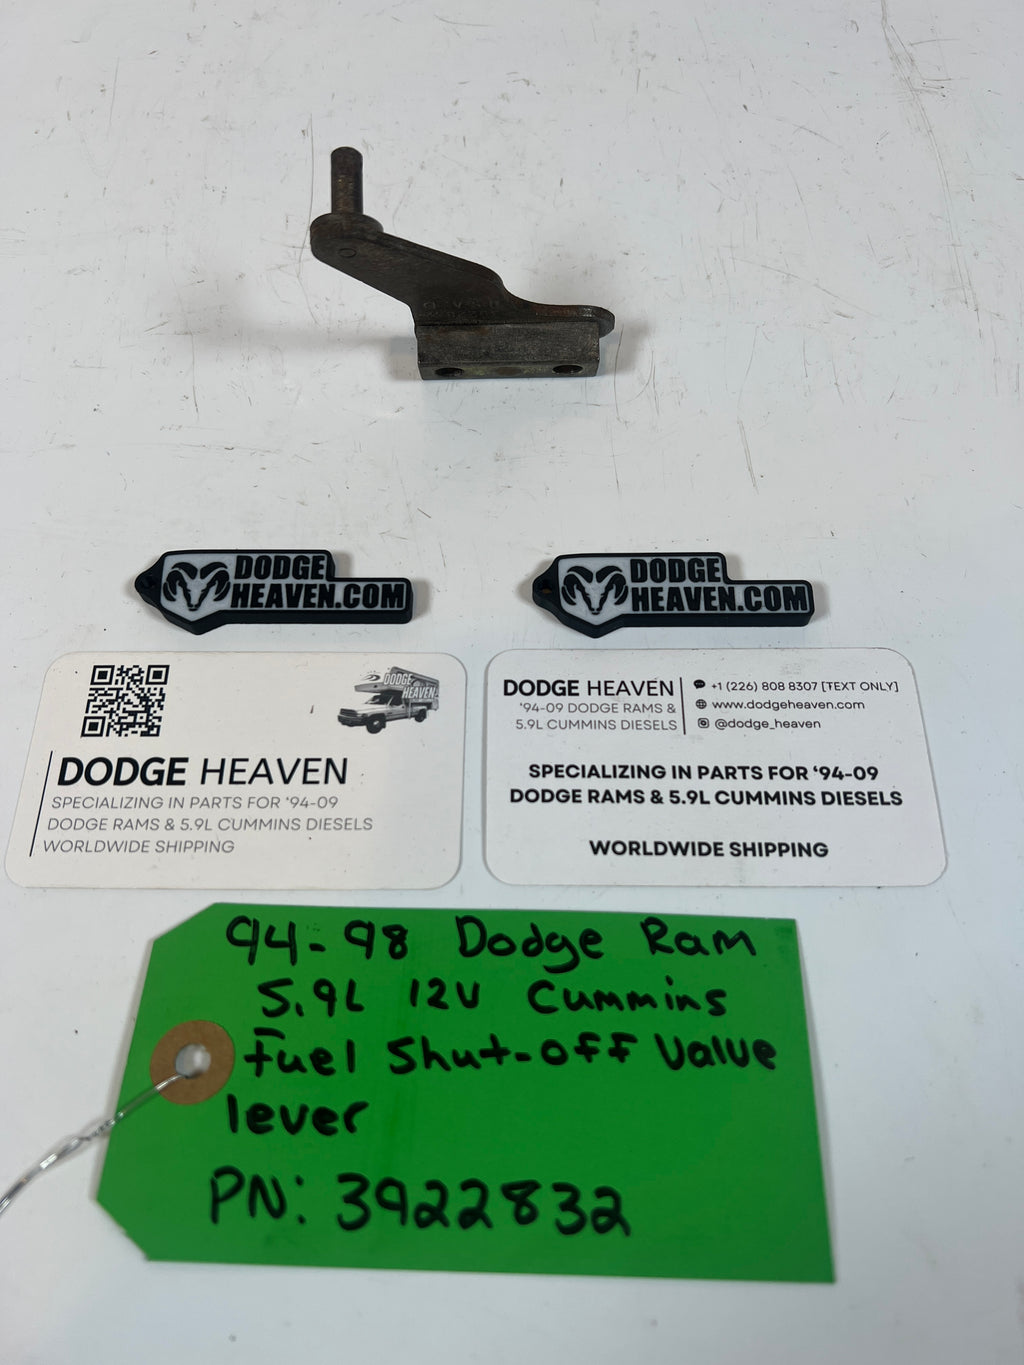 DODGE
HEAVEN.COM
DODGE
HEAVEN.COM
DODGE
HEAVEN
DODGE HEAVEN
SPECIALIZING IN PARTS FOR '94-09
DODGE RAMS & 5.9L CUMMINS DIESELS
WORLDWIDE SHIPPING
DODGE HEAVEN
'94-09 DODGE RAMS &
5.9L CUMMINS DIESELS
+1 (226) 808 8307 [TEXT ONLY]
www.dodgeheaven.com
@dodge_heaven
SPECIALIZING IN PARTS FOR '94-09
DODGE RAMS & 5.9L CUMMINS DIESELS
WORLDWIDE SHIPPING
94-98 Dodge Ram
5.9L 12V Cummins
Fuel Shut-off Valve
lever
PN: 3922832